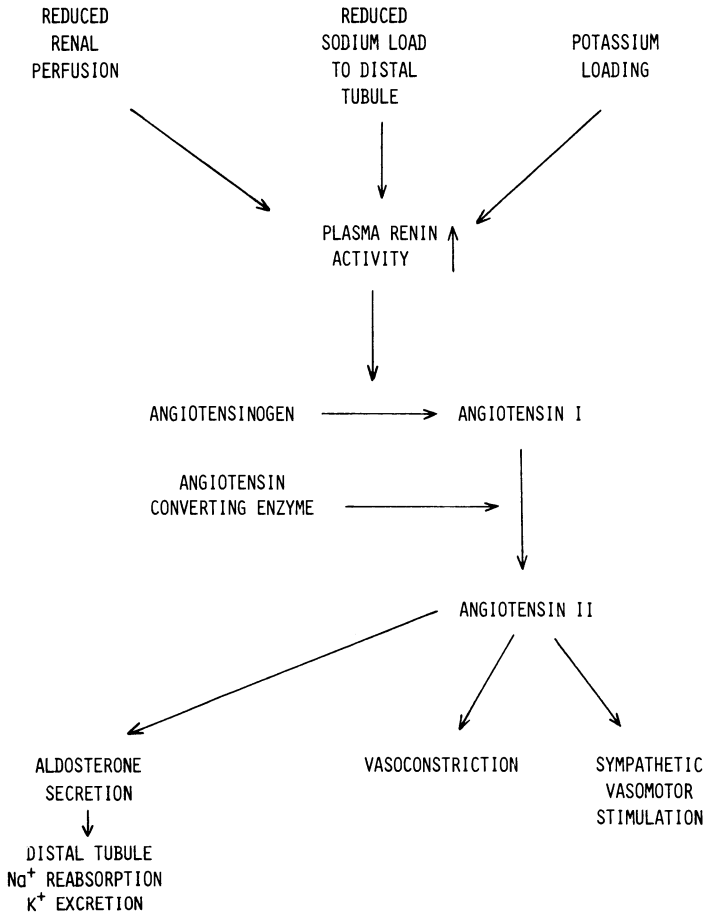 REDUCED
RENAL
PERFUSION
REDUCED
SODIUM LOAD
TO DISTAL
TUBULE
POTASSIUM
LOADING
PLASMA RENIN
ACTIVITY
ANGIOTENSINOGEN
ANGIOTENSIN I
ANGIOTENSIN
CONVERTING ENZYME
ANGIOTENSIN II
ALDOSTERONE
SECRETION
DISTAL TUBULE
Na⁺ REABSORPTION
K⁺ EXCRETION
VASOCONSTRICTION
SYMPATHETIC
VASOMOTOR
STIMULATION